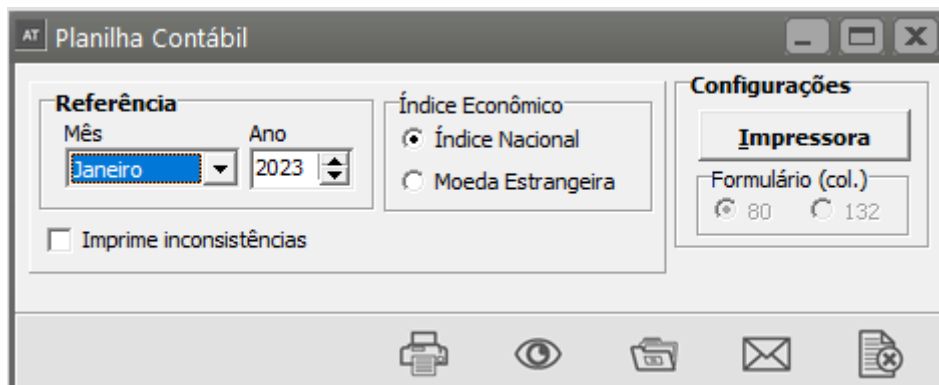 AT Planilha Contábil
Referência
Mês Ano
Janeiro 2023
Imprime inconsistências
Índice Econômico
Índice Nacional
Moeda Estrangeira
Configurações
Impressora
Formulário (col.)
80 132